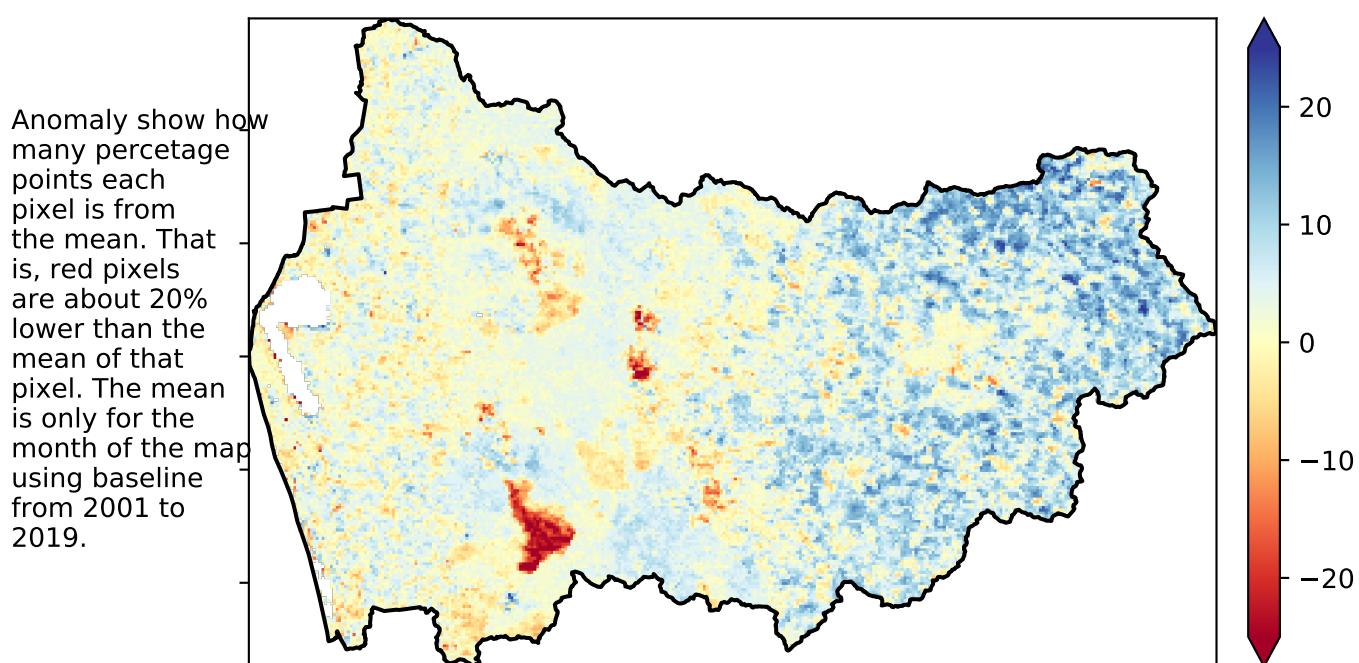 Anomaly show how
many percetage
points each
pixel is from
the mean. That
is, red pixels
are about 20%
lower than the
mean of that
pixel. The mean
is only for the
month of the map
using baseline
from 2001 to
2019.
20
10
0
−10
−20